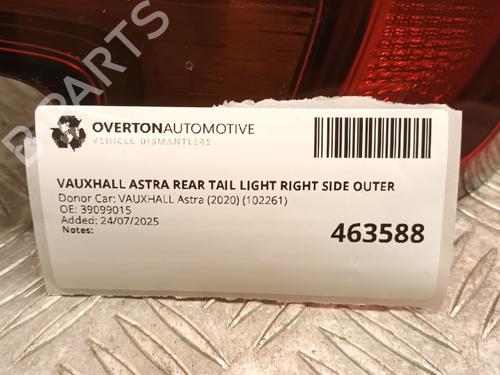 B-PARTS
OVERTONAUTOMOTIVE
VEHICLE DISMANTLERS
VAUXHALL ASTRA REAR TAIL LIGHT RIGHT SIDE OUTER
Donor Car: VAUXHALL Astra (2020) (102261)
OE: 39099015
Added: 24/07/2025
Notes:
463588